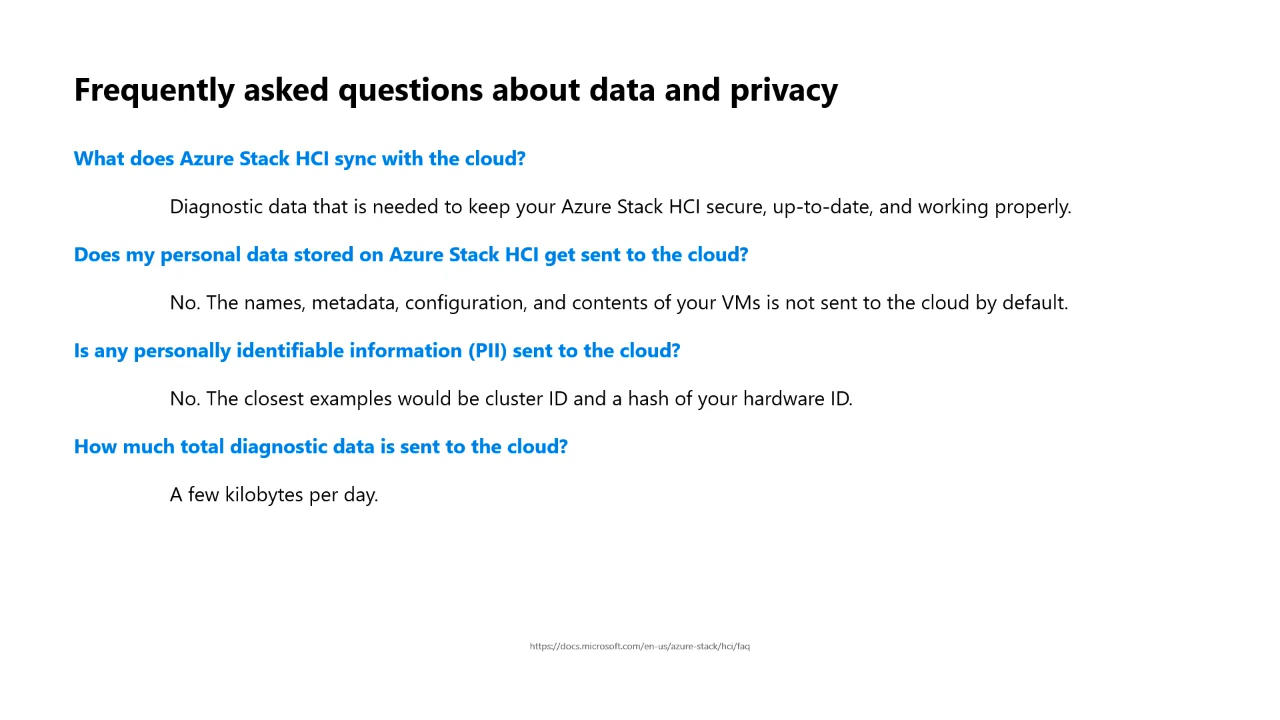 Frequently asked questions about data and privacy
What does Azure Stack HCI sync with the cloud?
Diagnostic data that is needed to keep your Azure Stack HCI secure, up-to-date, and working properly.
Does my personal data stored on Azure Stack HCI get sent to the cloud?
No. The names, metadata, configuration, and contents of your VMs is not sent to the cloud by default.
Is any personally identifiable information (PII) sent to the cloud?
No. The closest examples would be cluster ID and a hash of your hardware ID.
How much total diagnostic data is sent to the cloud?
A few kilobytes per day.
https://docs.microsoft.com/en-us/azure-stack/hci/faq